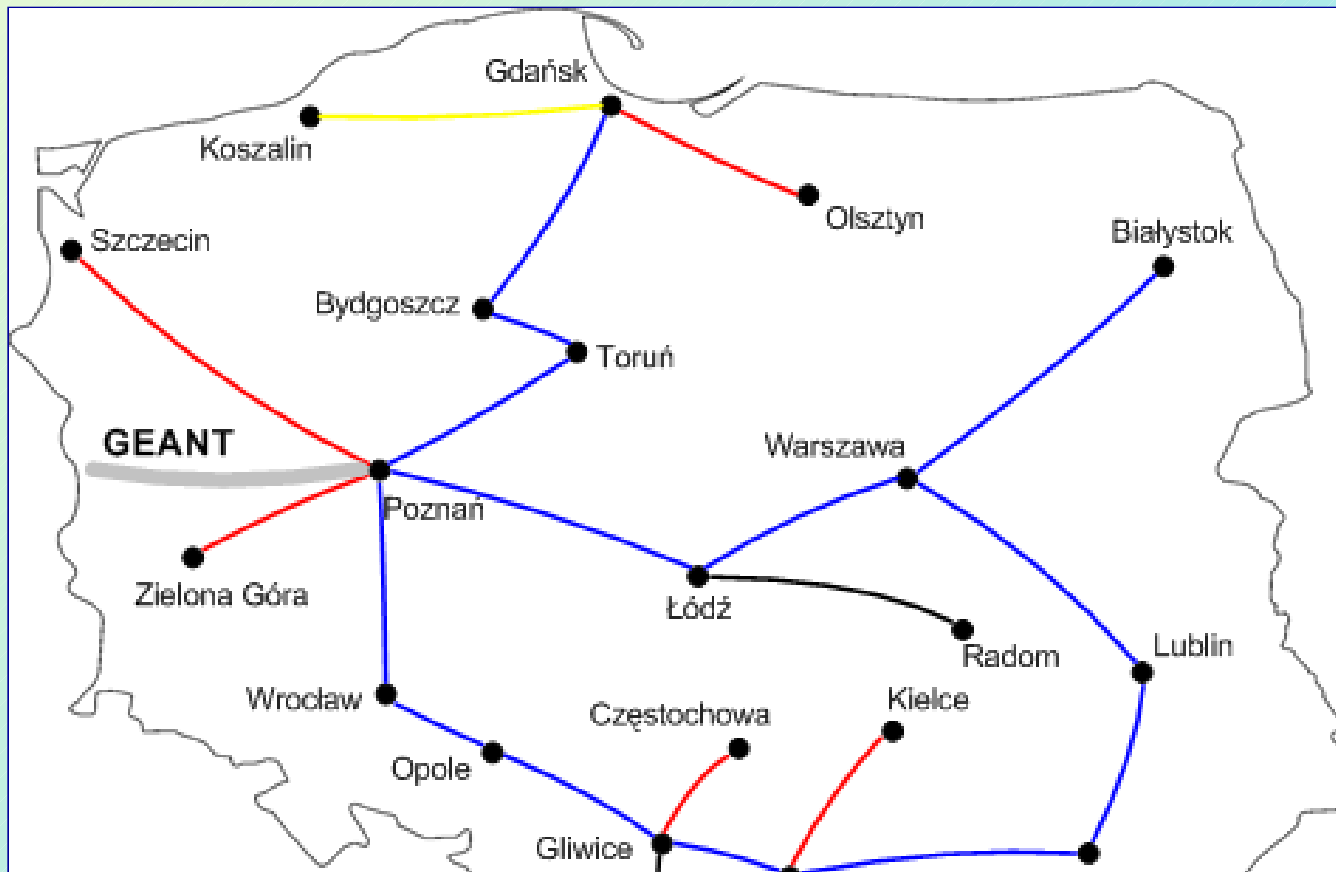 Gdańsk
Koszalin
Olsztyn
Szczecin
Białystok
Bydgoszcz
Toruń
GEANT
Warszawa
Poznań
Zielona Góra
Łódź
Radom
Lublin
Wrocław
Kielce
Częstochowa
Opole
Gliwice